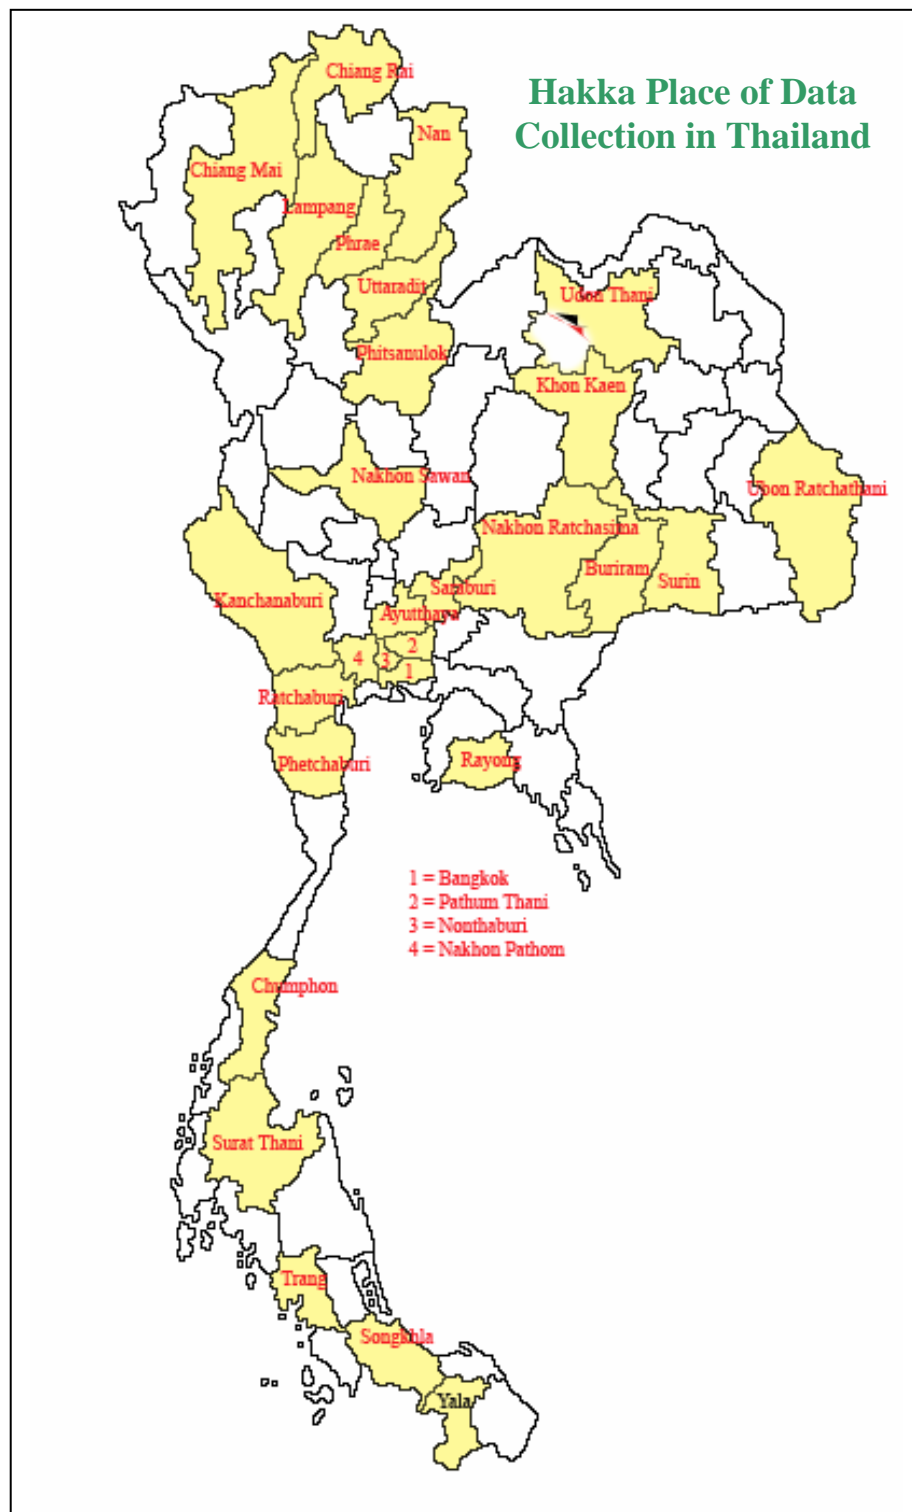 Hakka Place of Data
Collection in Thailand
Chiang Rai
Nan
Chiang Mai
Lampang
Phrae
Uttaradit
Udon Thani
Phitsanulok
Khon Kaen
Nakhon Sawan
Ubon Ratchathani
Nakhon Ratchasima
Buriram
Surin
Saraburi
Kanchanaburi
Ayutthaya
2
4
3
1
Ratchaburi
Phetchaburi
Rayong
1 = Bangkok
2 = Pathum Thani
3 = Nonthaburi
4 = Nakhon Pathom
Chumphon
Surat Thani
Trang
Songkhla
Yala